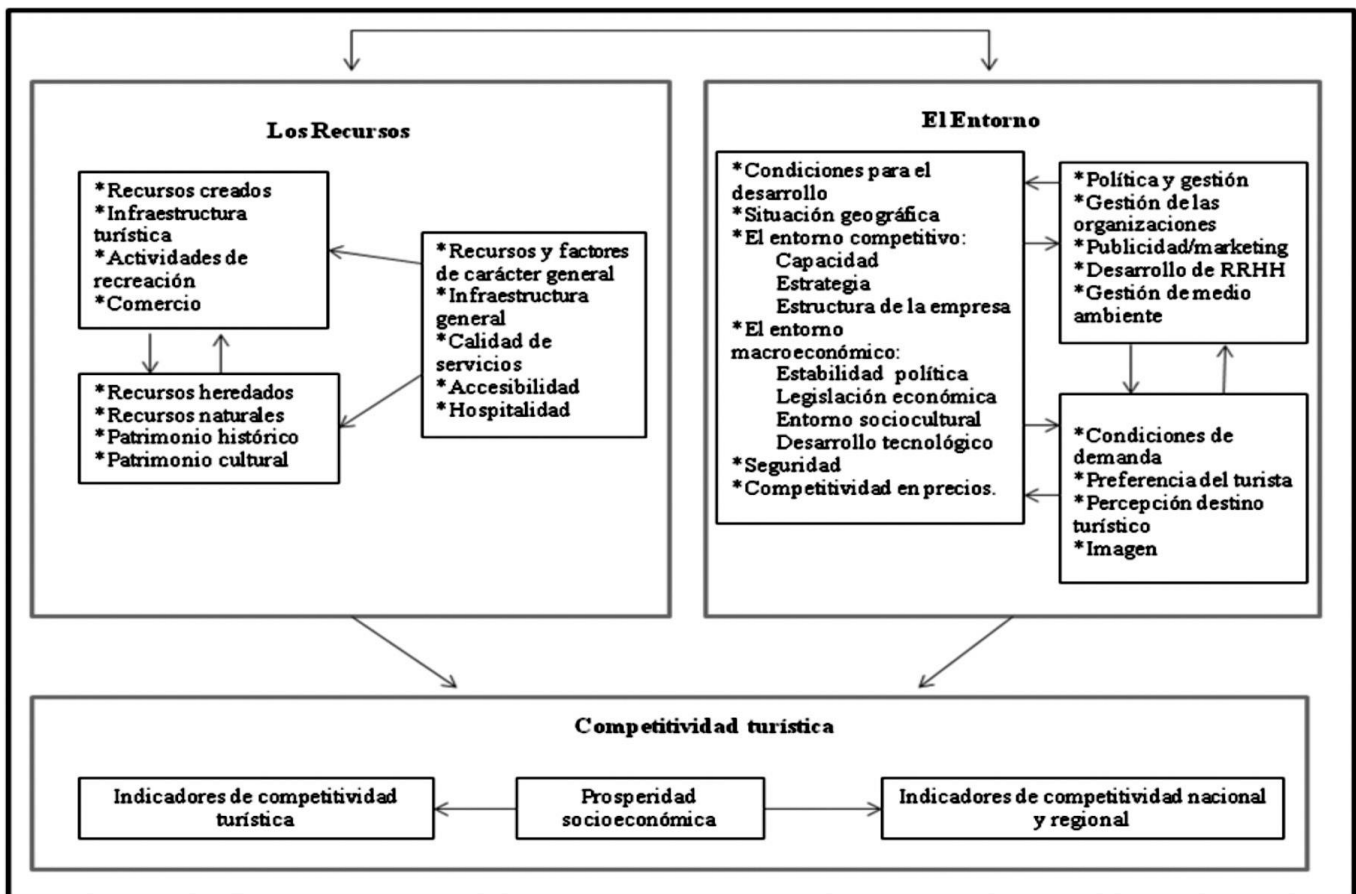 Los Recursos
*Recursos creados
*Infraestructura
turística
*Actividades de
recreación
*Comercio
*Recursos heredados
*Recursos naturales
*Patrimonio histórico
*Patrimonio cultural
*Recursos y factores
de carácter general
*Infraestructura
general
*Calidad de
servicios
*Accesibilidad
*Hospitalidad
El Entorno
*Condiciones para el
desarrollo
*Situación geográfica
*El entorno competitivo:
Capacidad
Estrategia
Estructura de la empresa
*El entorno
macroeconómico:
Estabilidad política
Legislación económica
Entorno sociocultural
Desarrollo tecnológico
*Seguridad
*Competitividad en precios.
*Política y gestión
*Gestión de las
organizaciones
*Publicidad/marketing
*Desarrollo de RRHH
*Gestión de medio
ambiente
*Condiciones de
demanda
*Preferencia del turista
*Percepción destino
turístico
*Imagen
Competitividad turística
Indicadores de competitividad
turística
Prosperidad
socioeconómica
Indicadores de competitividad nacional
y regional